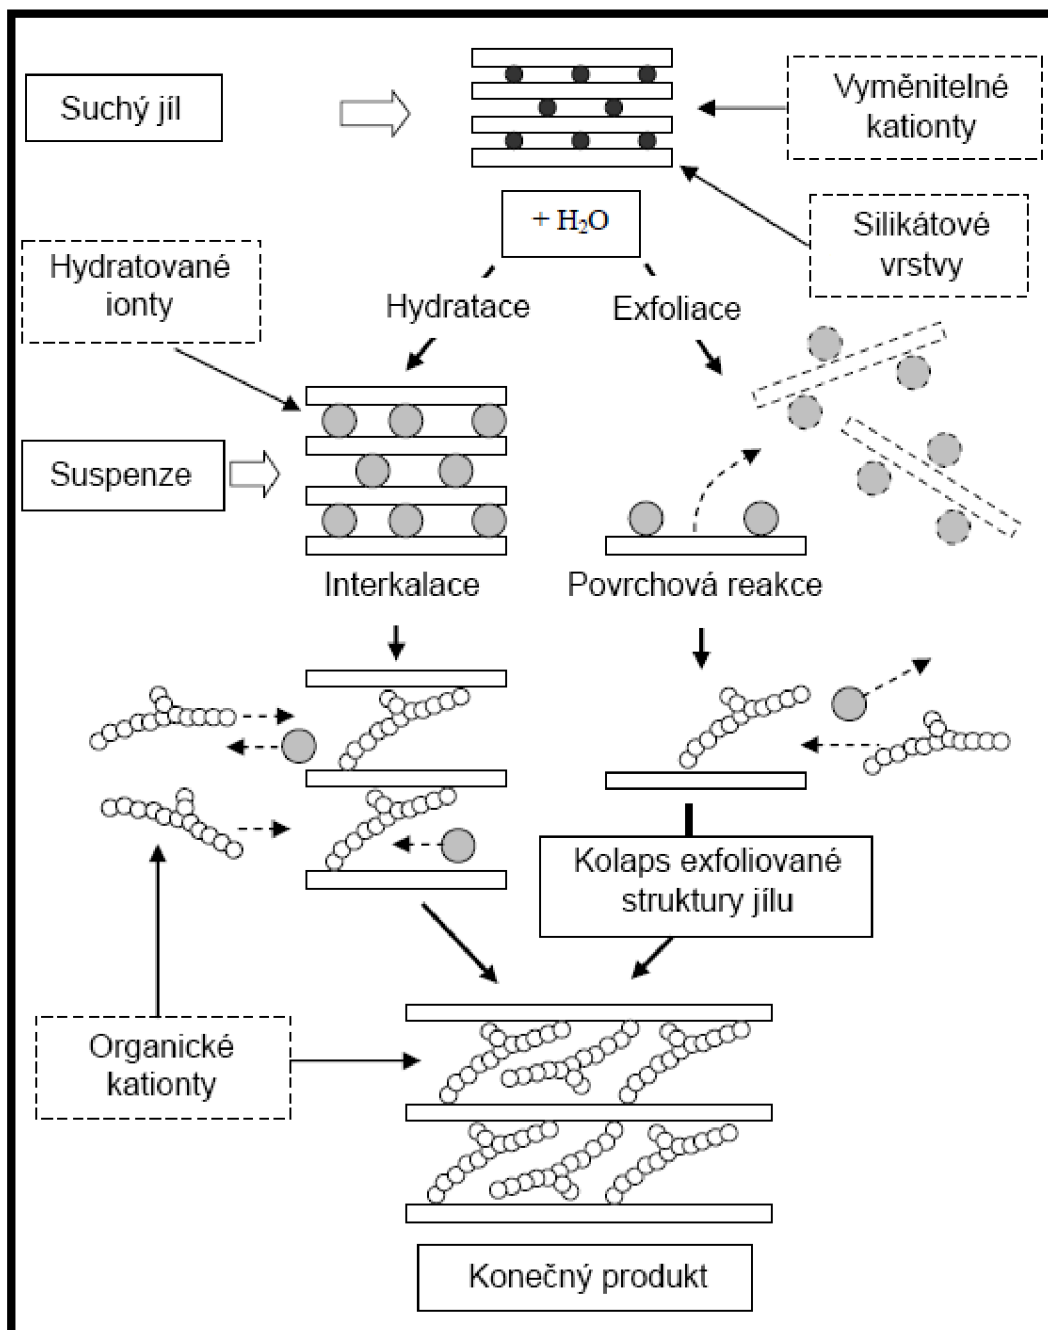 Suchý jíl
Vyměnitelné
kationty
+ H₂O
Silikátové
vrstvy
Hydratované
ionty
Hydratace
Exfoliace
Suspenze
Interkalace
Povrchová reakce
Kolaps exfoliované
struktury jílu
Organické
kationty
Konečný produkt